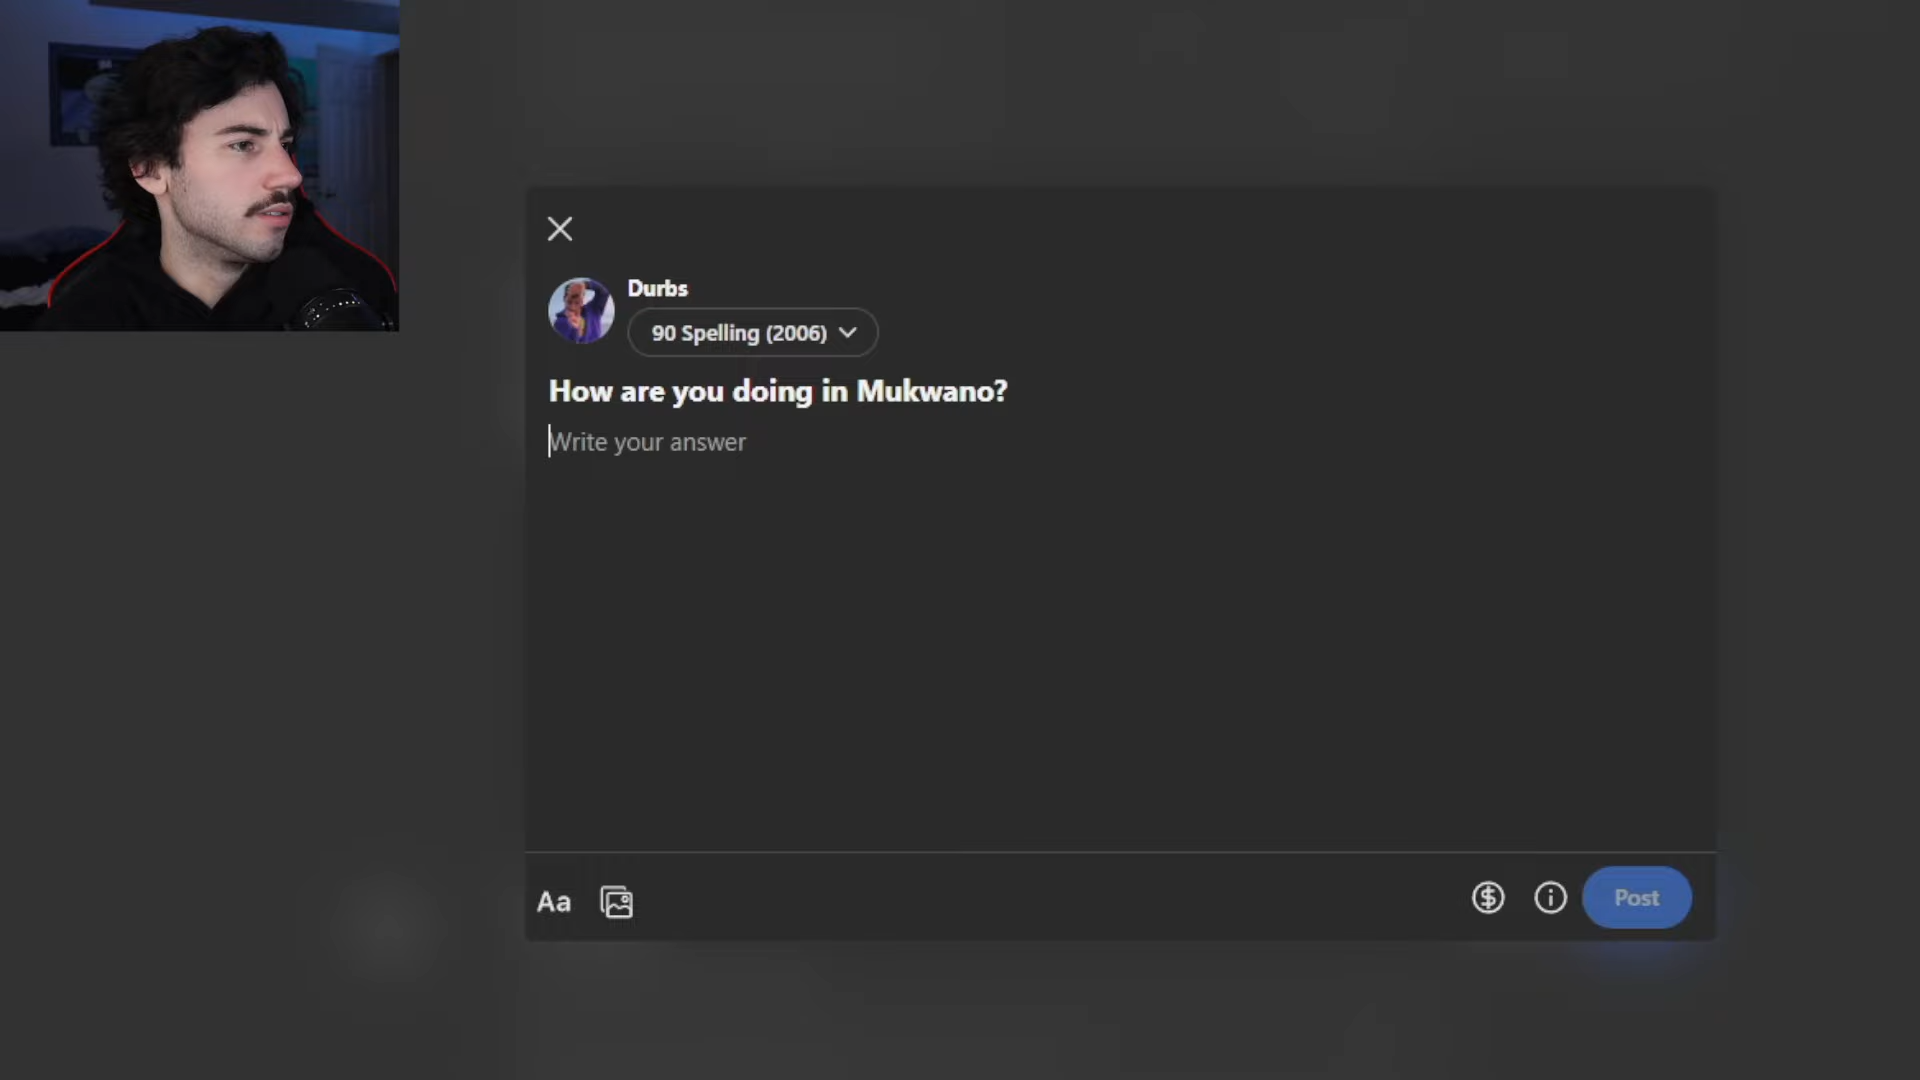 Durbs
90 Spelling (2006)
How are you doing in Mukwano?
Write your answer
Aa
Post